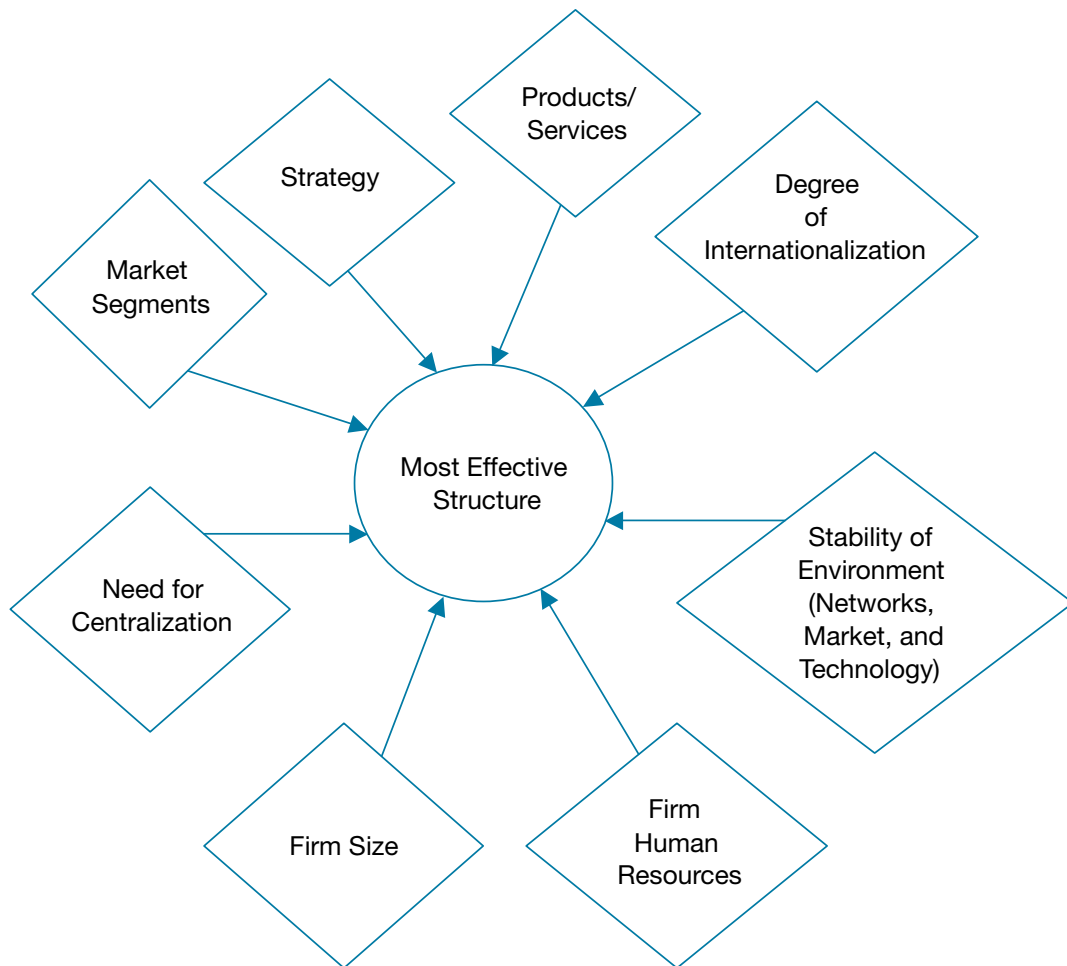 Products/
Services
Strategy
Degree
of
Internationalization
Market
Segments
Most Effective
Structure
Stability of
Environment
(Networks,
Market, and
Technology)
Need for
Centralization
Firm Size
Firm
Human
Resources